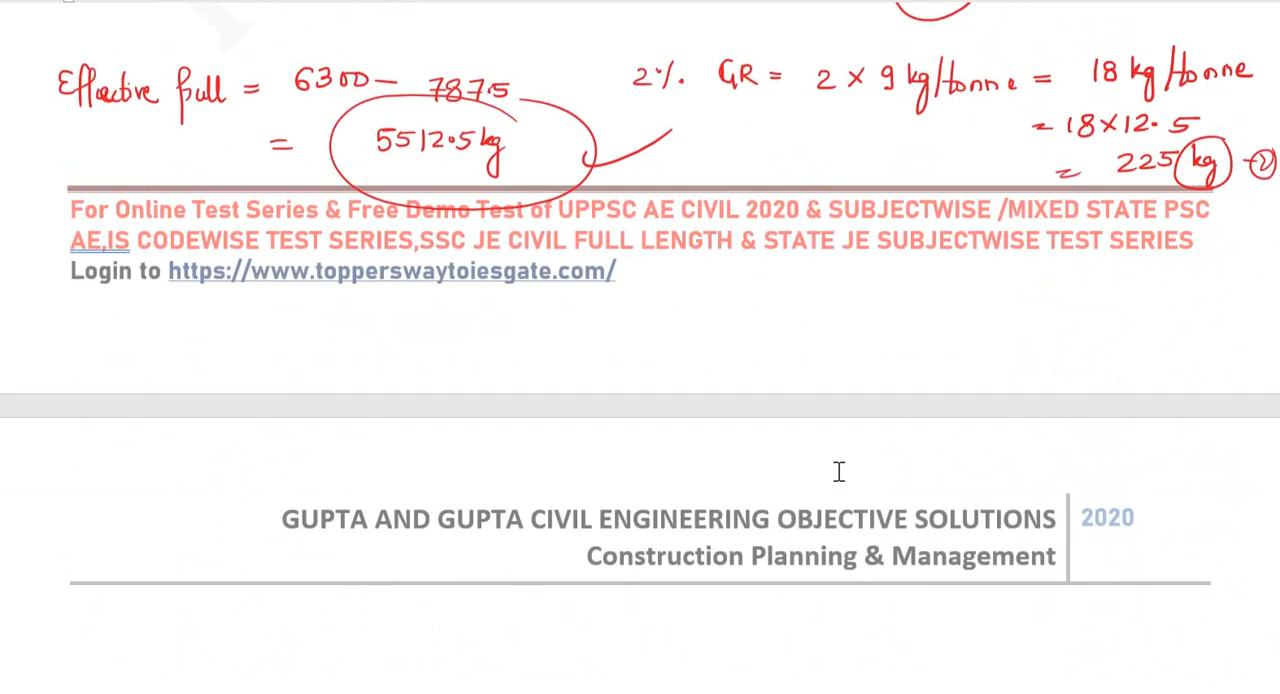 Effective full = 6300 - 787.5
= 5512.5 kg
2%. GR = 2 × 9 kg/tonne = 18 kg/tonne
= 18×12.5
= 225 kg -②
For Online Test Series & Free Demo Test of UPPSC AE CIVIL 2020 & SUBJECTWISE /MIXED STATE PSC
AE,IS CODEWISE TEST SERIES,SSC JE CIVIL FULL LENGTH & STATE JE SUBJECTWISE TEST SERIES
Login to https://www.topperswaytoiesgate.com/
GUPTA AND GUPTA CIVIL ENGINEERING OBJECTIVE SOLUTIONS 2020
Construction Planning & Management